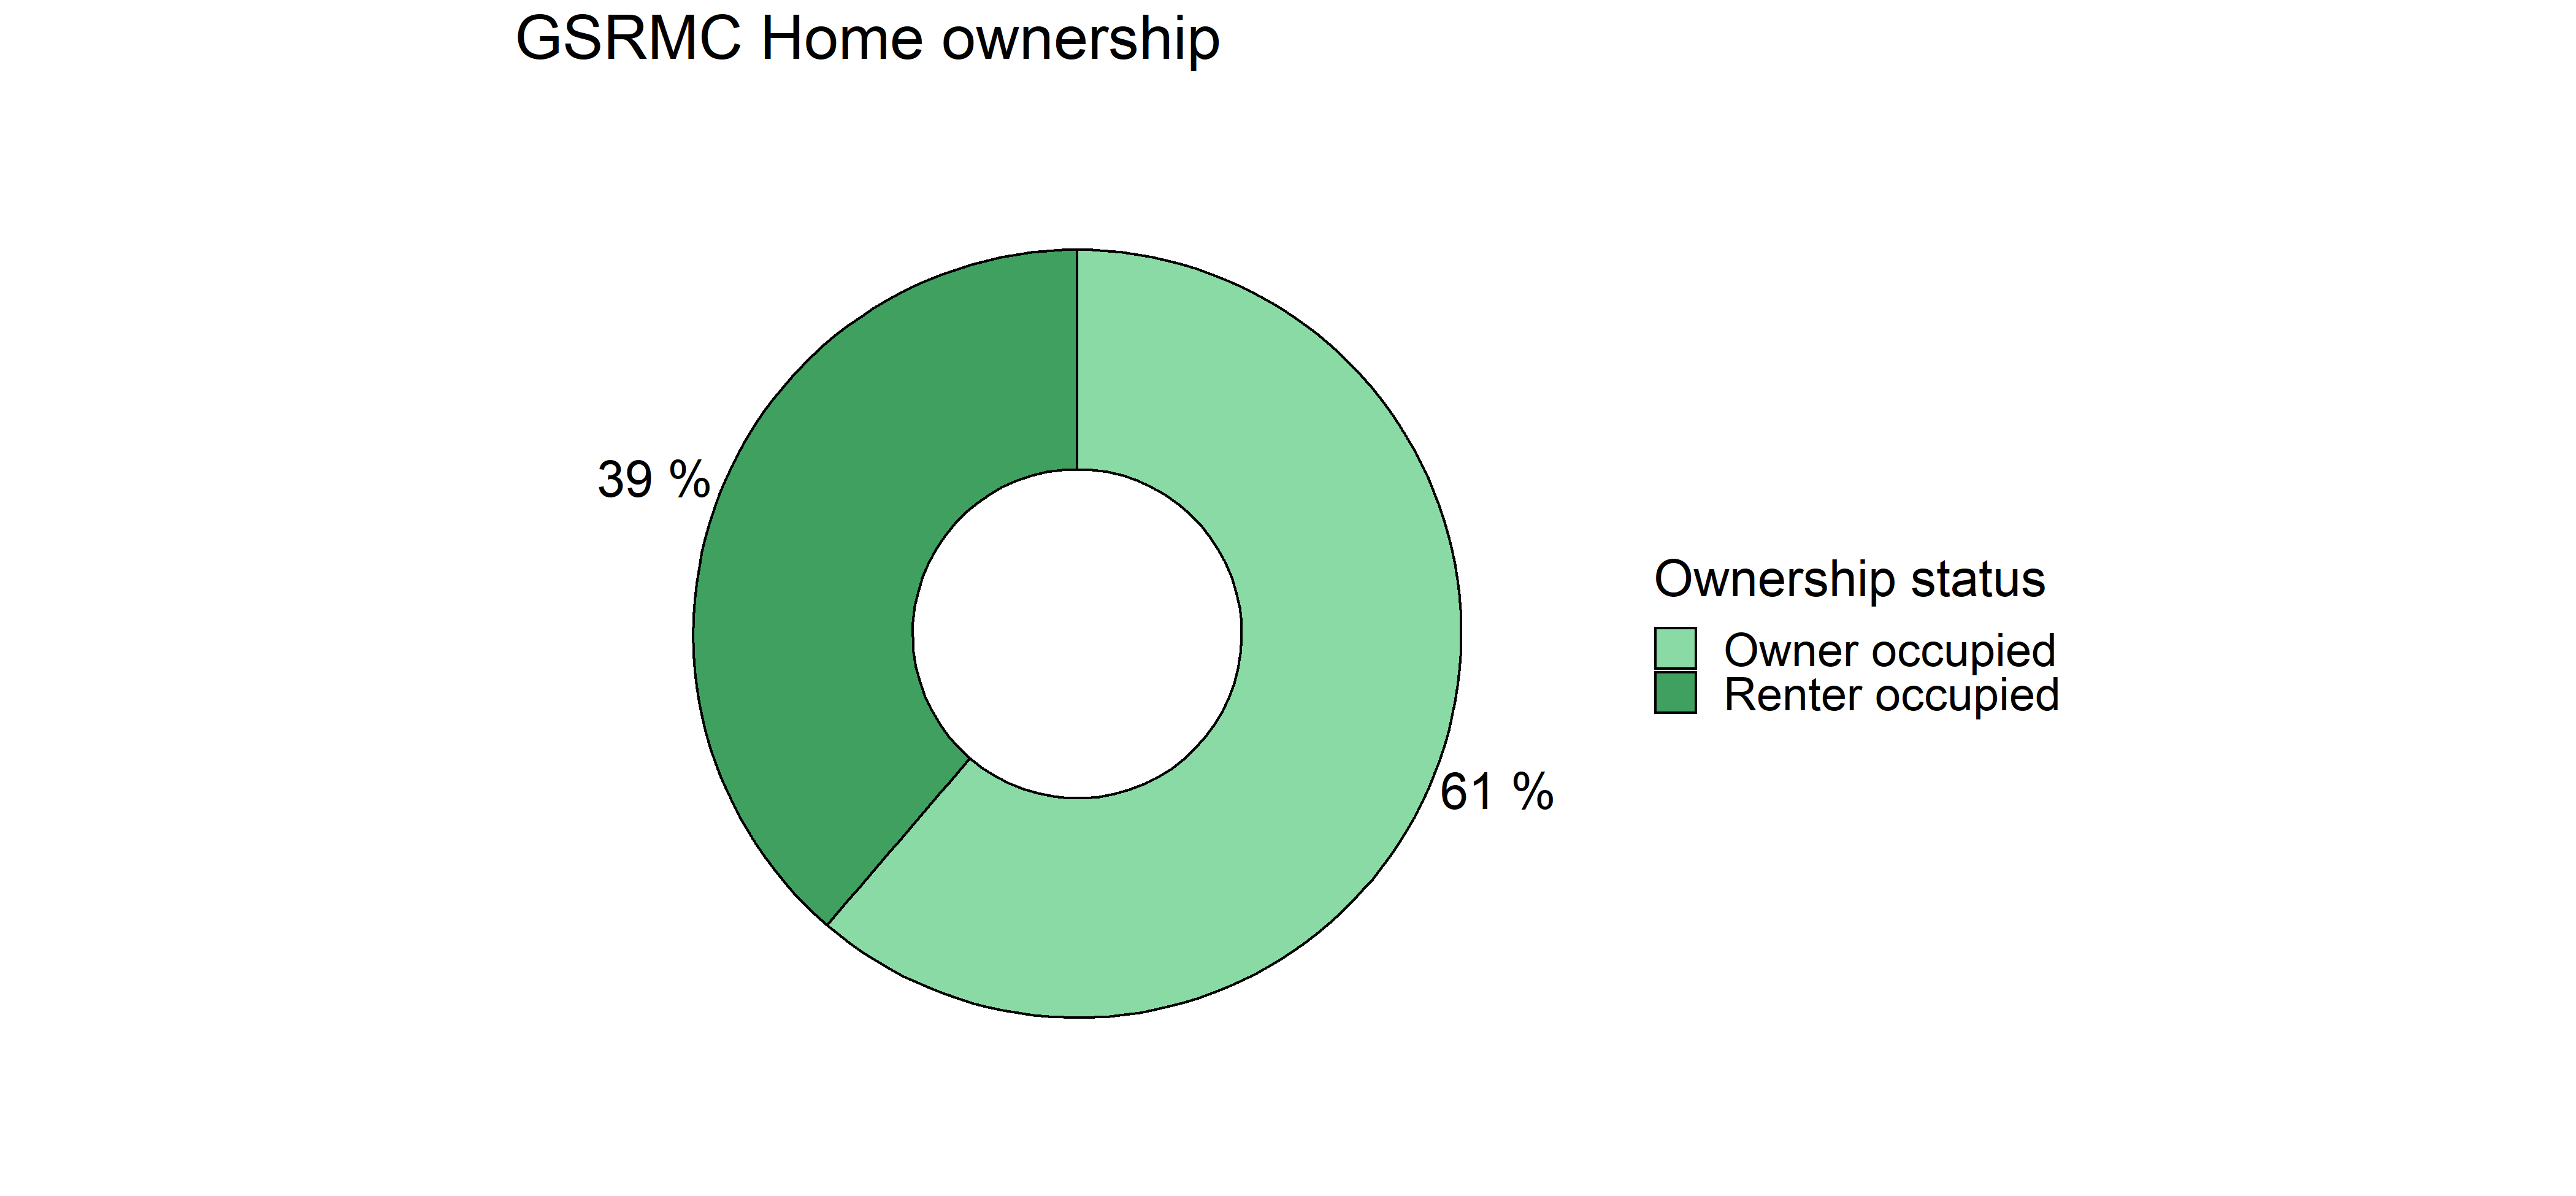 GSRMC Home ownership
39 %
61 %
Ownership status
Owner occupied
Renter occupied